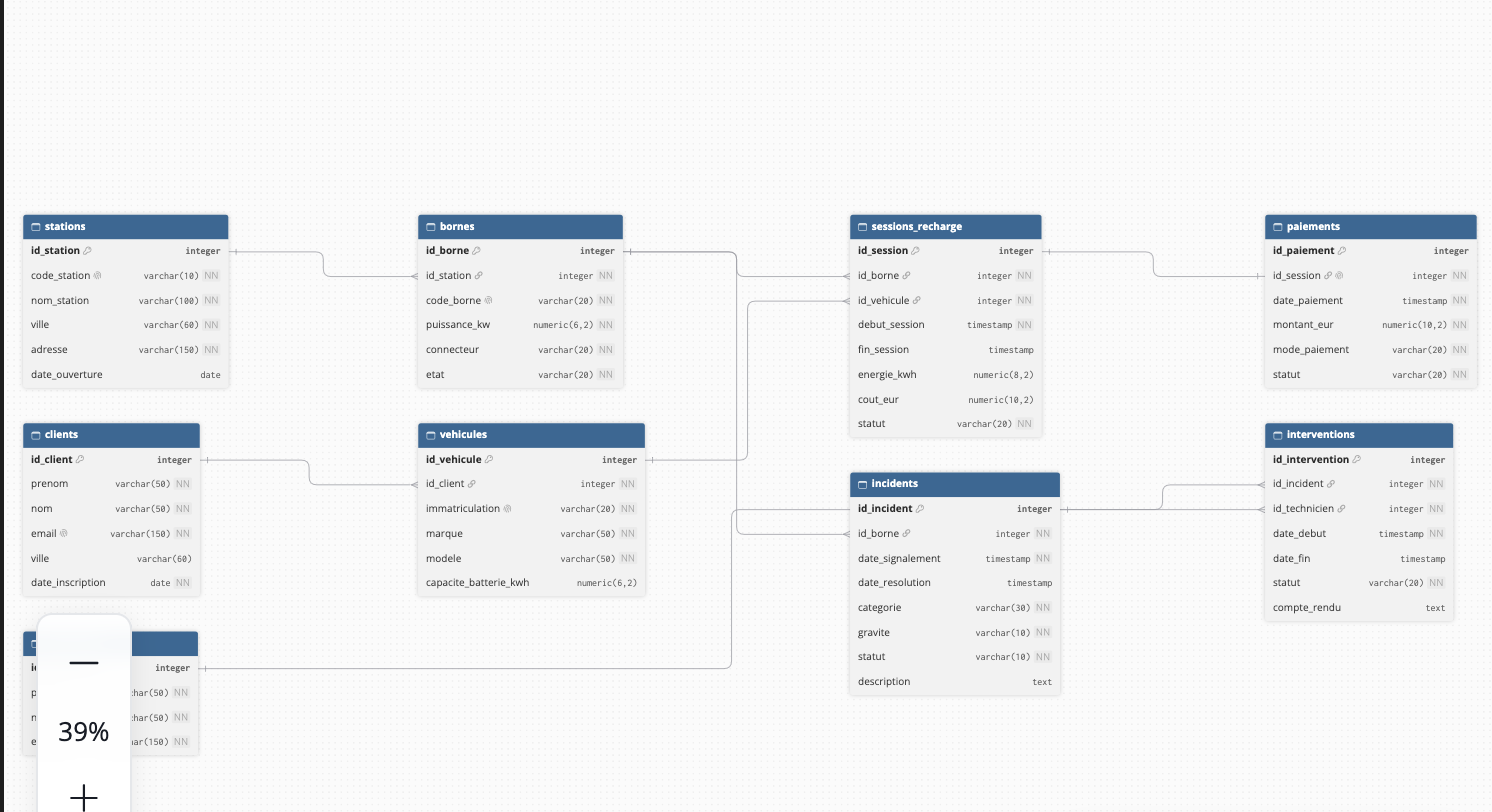 stations
id_station integer
code_station varchar(10) NN
nom_station varchar(100) NN
ville varchar(60) NN
adresse varchar(150) NN
date_ouverture date
bornes
id_borne integer
id_station integer NN
code_borne varchar(20) NN
puissance_kw numeric(6,2) NN
connecteur varchar(20) NN
etat varchar(20) NN
sessions_recharge
id_session integer
id_borne integer NN
id_vehicule integer NN
debut_session timestamp NN
fin_session timestamp
energie_kwh numeric(8,2)
cout_eur numeric(10,2)
statut varchar(20) NN
paiements
id_paiement integer
id_session integer NN
date_paiement timestamp NN
montant_eur numeric(10,2) NN
mode_paiement varchar(20) NN
statut varchar(20) NN
clients
id_client integer
prenom varchar(50) NN
nom varchar(50) NN
email varchar(150) NN
ville varchar(60)
date_inscription date NN
vehicules
id_vehicule integer
id_client integer NN
immatriculation varchar(20) NN
marque varchar(50) NN
modele varchar(50) NN
capacite_batterie_kwh numeric(6,2)
incidents
id_incident integer
id_borne integer NN
date_signalement timestamp NN
date_resolution timestamp
categorie varchar(30) NN
gravite varchar(10) NN
statut varchar(10) NN
description text
interventions
id_intervention integer
id_incident integer NN
id_technicien integer NN
date_debut timestamp NN
date_fin timestamp
statut varchar(20) NN
compte_rendu text
integer
char(50) NN
char(50) NN
ar(150) NN
39%